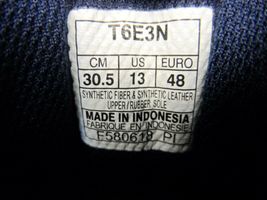 T6E3N
CM US EURO
30.5 13 48
SYNTHETIC FIBER & SYNTHETIC LEATHER
UPPER/RUBBER SOLE
MADE IN INDONESIA
FABRIQUE EN INDONESIE
PI